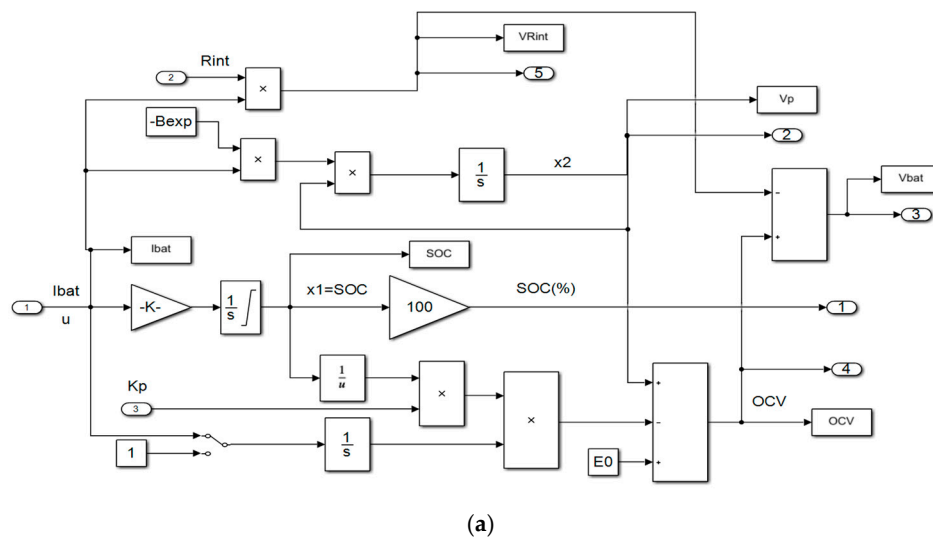 VRint
Rint
2
×
5
Vp
-Bexp
×
×
1
s
x2
2
Vbat
-
+
3
Ibat
SOC
Ibat
1
u
-K-
1
s
x1=SOC
100
SOC(%)
1
1
u
Kp
3
×
×
+
-
+
4
OCV
OCV
1
1
s
E0
(a)